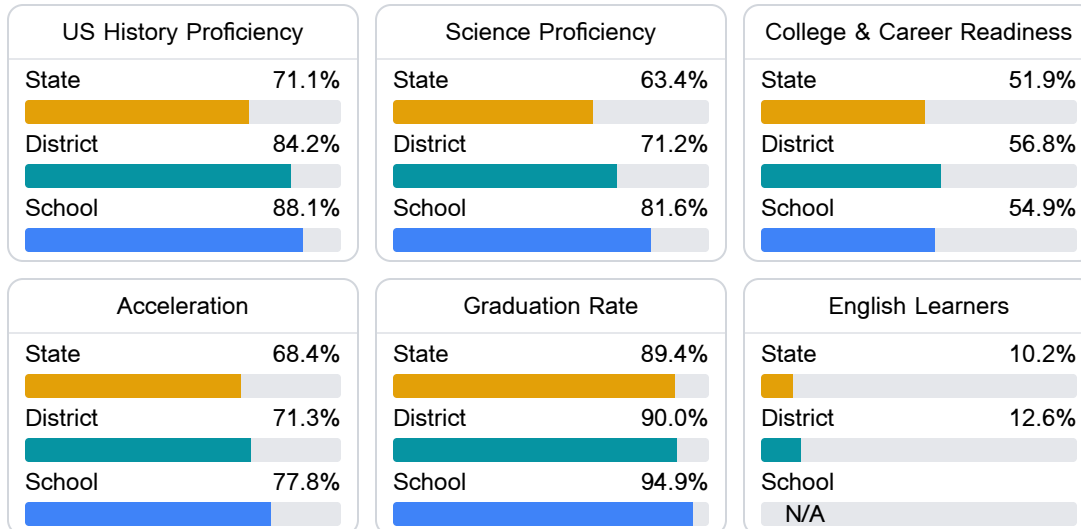 US History Proficiency
State 71.1%
District 84.2%
School 88.1%
Science Proficiency
State 63.4%
District 71.2%
School 81.6%
College & Career Readiness
State 51.9%
District 56.8%
School 54.9%
Acceleration
State 68.4%
District 71.3%
School 77.8%
Graduation Rate
State 89.4%
District 90.0%
School 94.9%
English Learners
State 10.2%
District 12.6%
School
N/A